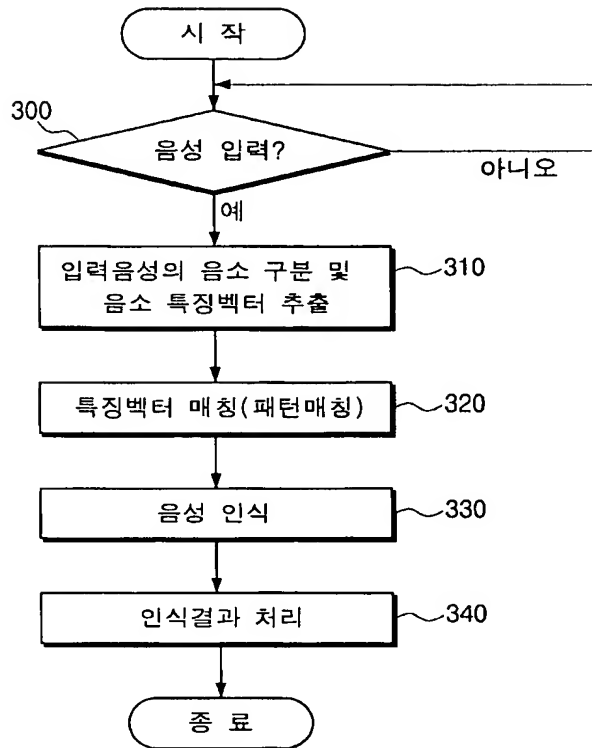 시 작
300
음성 입력?
아니오
예
입력음성의 음소 구분 및
음소 특징벡터 추출
310
특징벡터 매칭(패턴매칭)
320
음성 인식
330
인식결과 처리
340
종 료